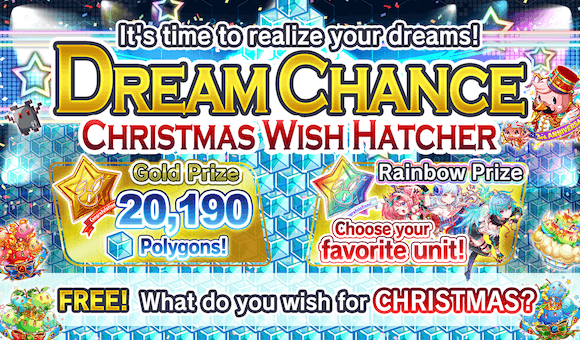 It's time to realize your dreams!
DREAM CHANCE
CHRISTMAS WISH HATCHER
Gold Prize
20,190
Polygons!
Rainbow Prize
Choose your
favorite unit!
FREE! What do you wish for CHRISTMAS?